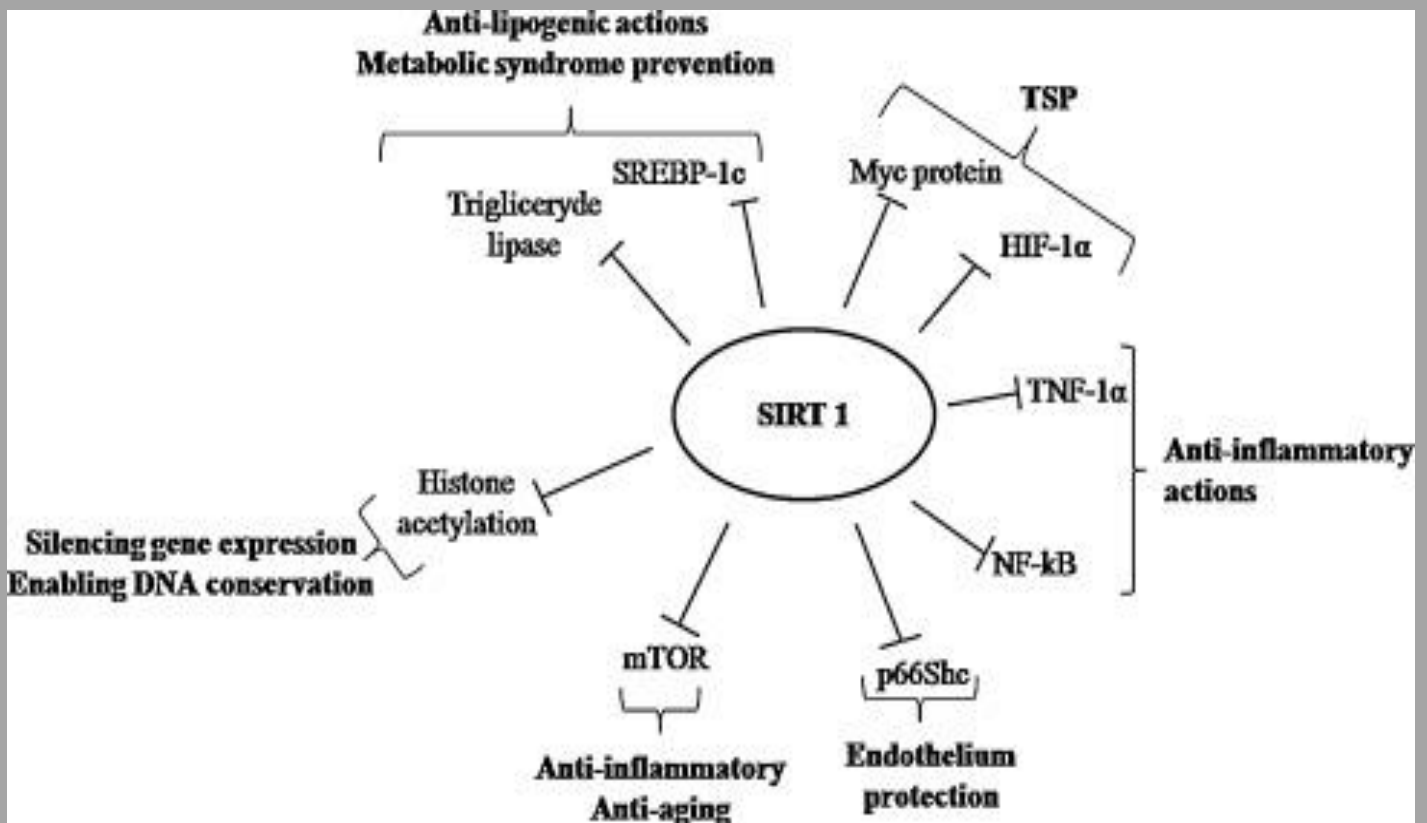 Anti-lipogenic actions
Metabolic syndrome prevention
TSP
SREBP-1c
Myc protein
Trigliceryde
lipase
HIF-1α
TNF-1α
SIRT 1
Anti-inflammatory
actions
Histone
acetylation
Silencing gene expression
Enabling DNA conservation
NF-kB
mTOR
p66Shc
Anti-inflammatory
Anti-aging
Endothelium
protection